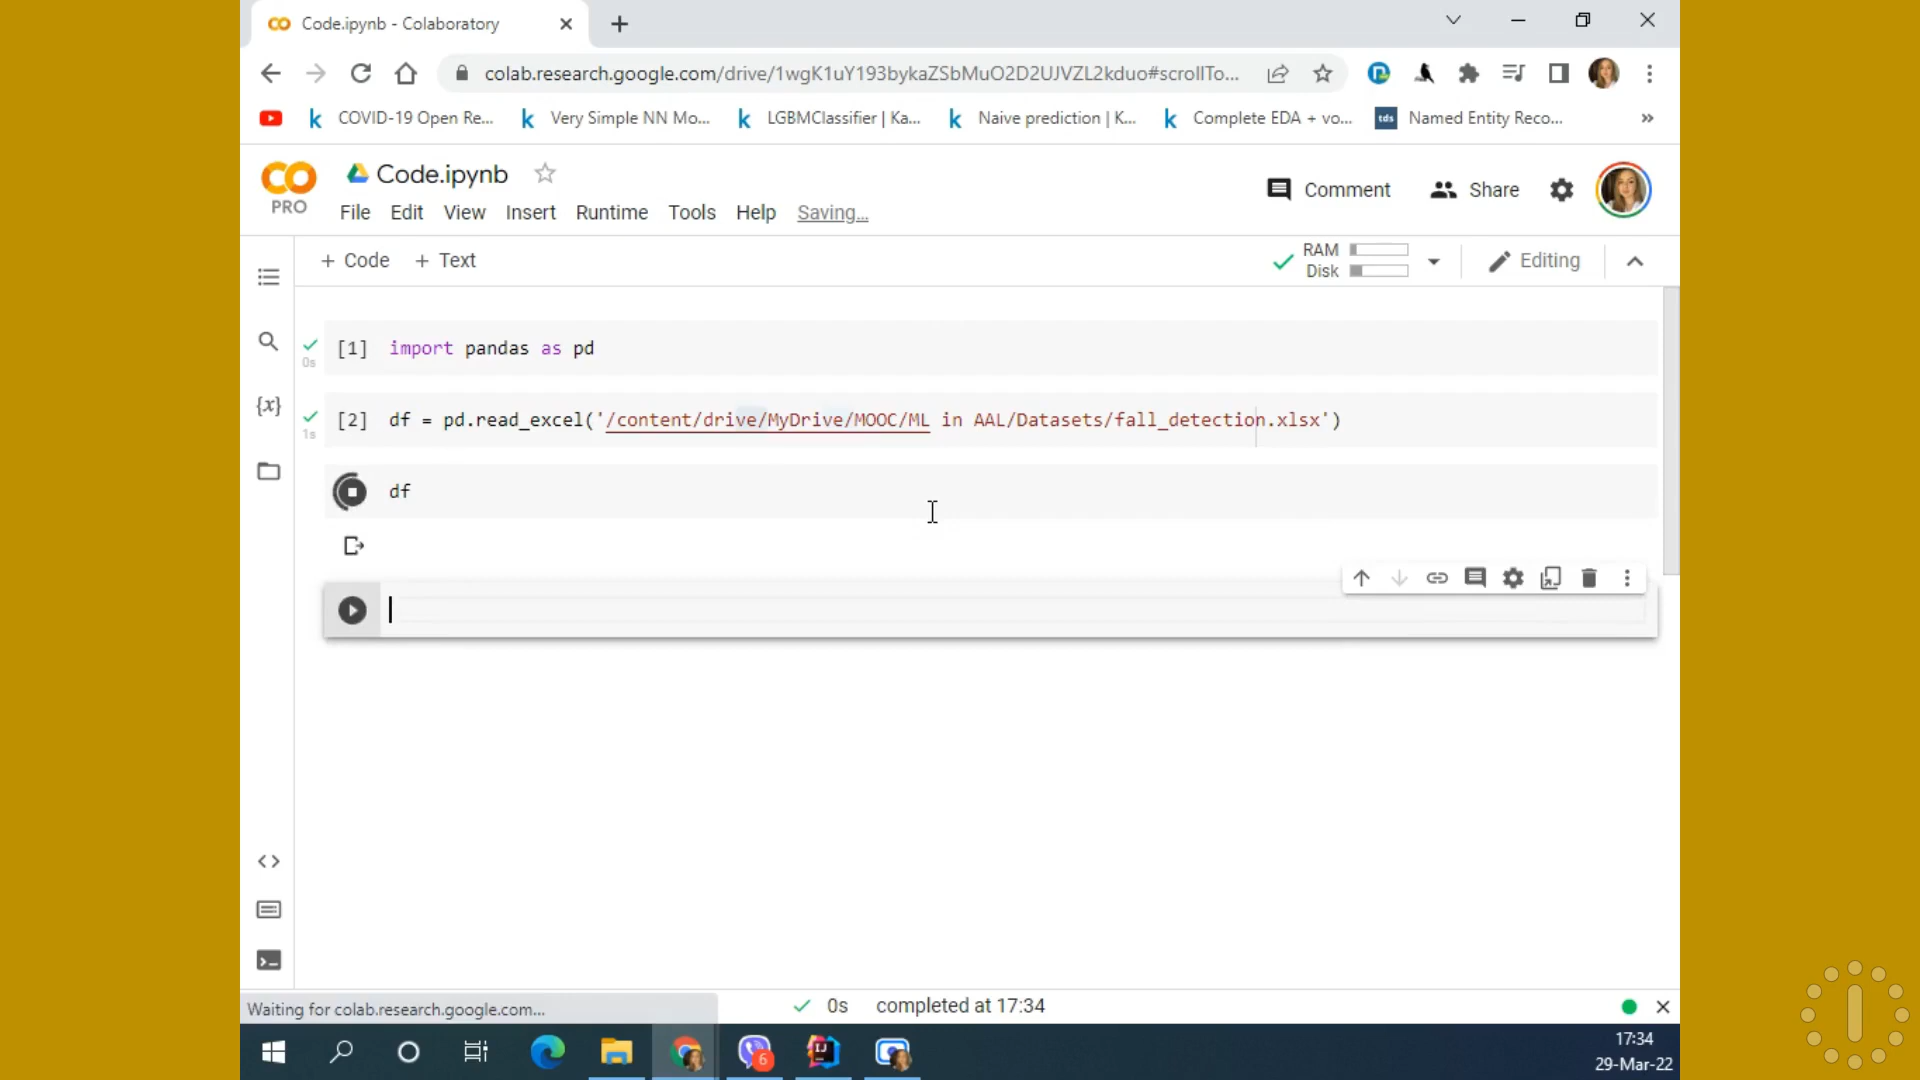 Code.ipynb - Colaboratory
colab.research.google.com/drive/1wgK1uY193bykaZSbMuO2D2UJVZL2kduo#scrollTo...
COVID-19 Open Re... Very Simple NN Mo... LGBMClassifier | Ka... Naive prediction | K... Complete EDA + vo... tds Named Entity Reco... »
CO PRO
Code.ipynb
Comment Share
File Edit View Insert Runtime Tools Help Saving...
+ Code + Text
RAM
Disk
Editing
[1] import pandas as pd
0s
[2] df = pd.read_excel('/content/drive/MyDrive/MOOC/ML in AAL/Datasets/fall_detection.xlsx')
1s
df
{x}
Waiting for colab.research.google.com...
0s completed at 17:34
6
17:34
29-Mar-22